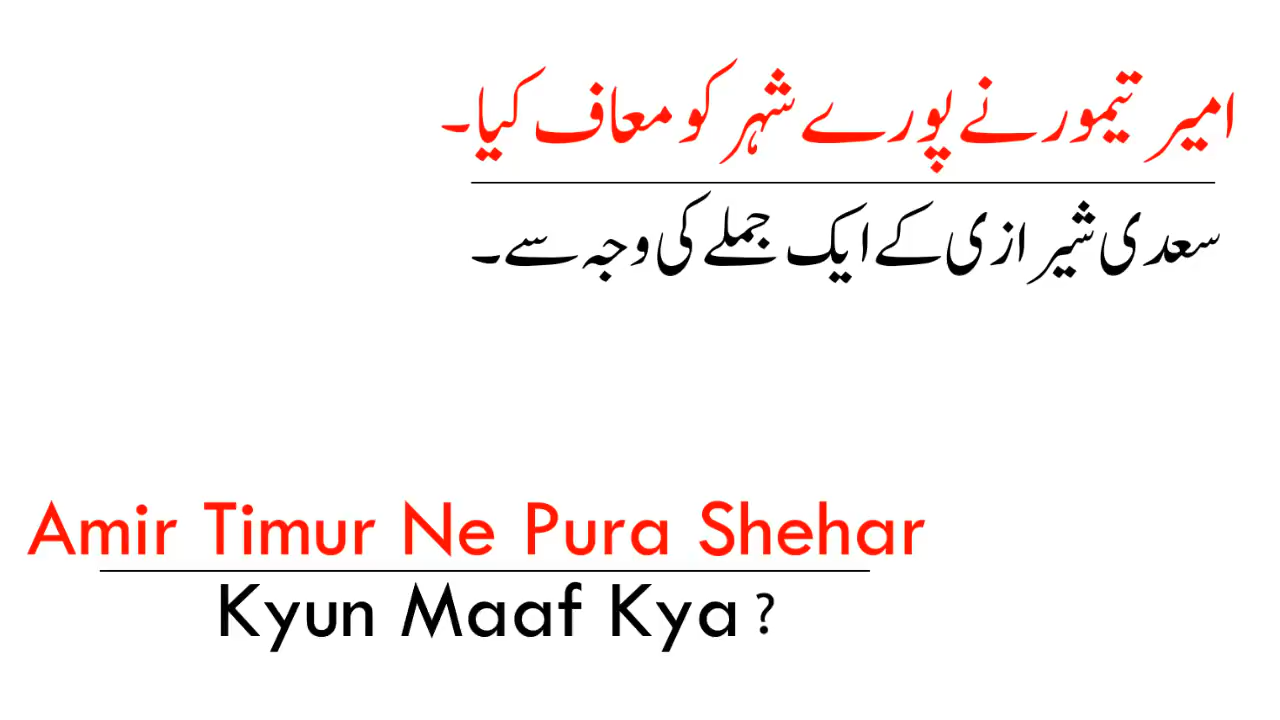 امیر تیمور نے پورے شہر کو معاف کیا۔
سعدی شیرازی کے ایک جملے کی وجہ سے۔
Amir Timur Ne Pura Shehar
Kyun Maaf Kya ?